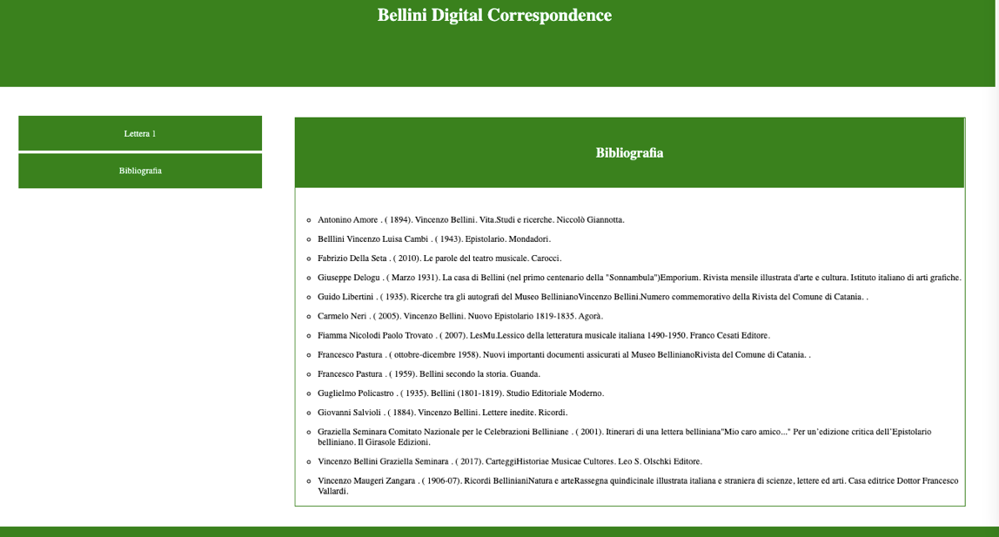 Bellini Digital Correspondence
Lettera 1
Bibliografia
Bibliografia
Antonino Amore . ( 1894). Vincenzo Bellini. Vita.Studi e ricerche. Niccolò Giannotta.
Belllini Vincenzo Luisa Cambi . ( 1943). Epistolario. Mondadori.
Fabrizio Della Seta . ( 2010). Le parole del teatro musicale. Carocci.
Giuseppe Delogu . ( Marzo 1931). La casa di Bellini (nel primo centenario della "Sonnambula")Emporium. Rivista mensile illustrata d'arte e cultura. Istituto italiano di arti grafiche.
Guido Libertini . ( 1935). Ricerche tra gli autografi del Museo BellinianoVincenzo Bellini.Numero commemorativo della Rivista del Comune di Catania. .
Carmelo Neri . ( 2005). Vincenzo Bellini. Nuovo Epistolario 1819-1835. Agorà.
Fiamma Nicolodi Paolo Trovato . ( 2007). LesMu.Lessico della letteratura musicale italiana 1490-1950. Franco Cesati Editore.
Francesco Pastura . ( ottobre-dicembre 1958). Nuovi importanti documenti assicurati al Museo BellinianoRivista del Comune di Catania. .
Francesco Pastura . ( 1959). Bellini secondo la storia. Guanda.
Guglielmo Policastro . ( 1935). Bellini (1801-1819). Studio Editoriale Moderno.
Giovanni Salvioli . ( 1884). Vincenzo Bellini. Lettere inedite. Ricordi.
Graziella Seminara Comitato Nazionale per le Celebrazioni Belliniane . ( 2001). Itinerari di una lettera belliniana"Mio caro amico..." Per un’edizione critica dell’Epistolario
belliniano. Il Girasole Edizioni.
Vincenzo Bellini Graziella Seminara . ( 2017). CarteggiHistoriae Musicae Cultores. Leo S. Olschki Editore.
Vincenzo Maugeri Zangara . ( 1906-07). Ricordi BellinianiNatura e arteRassegna quindicinale illustrata italiana e straniera di scienze, lettere ed arti. Casa editrice Dottor Francesco
Vallardi.